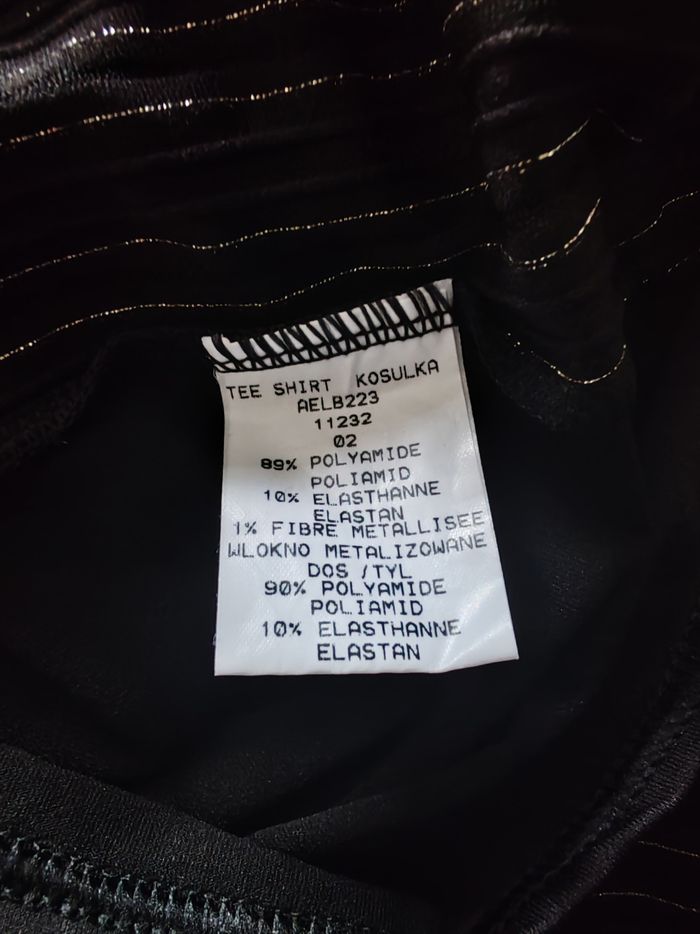 TEE SHIRT KOSULKA
AELB223
11232
02
89% POLYAMIDE
POLIAMID
10% ELASTHANNE
ELASTAN
1% FIBRE METALLISEE
WLOKNO METALIZOWANE
DOS /TYL
90% POLYAMIDE
POLIAMID
10% ELASTHANNE
ELASTAN